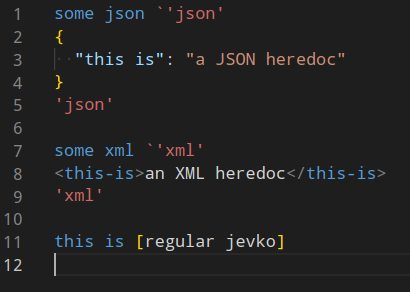 1 some json `'json'
2 {
3   "this is": "a JSON heredoc"
4 }
5 'json'
6
7 some xml `'xml'
8 <this-is>an XML heredoc</this-is>
9 'xml'
10
11 this is [regular jevko]
12